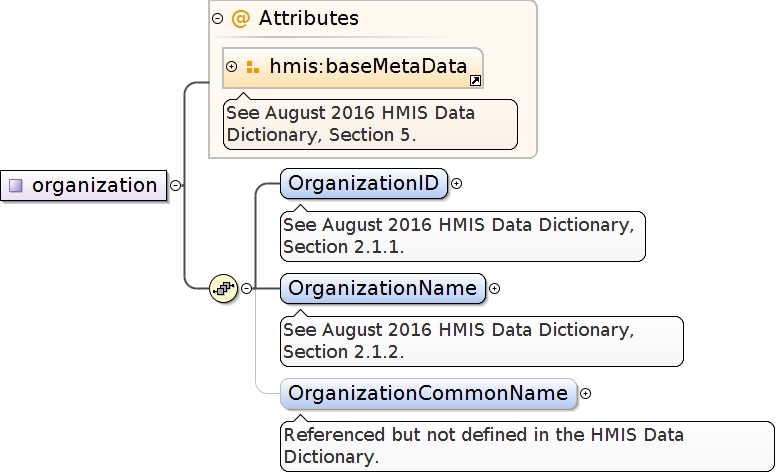 @ Attributes
hmis:baseMetaData
See August 2016 HMIS Data
Dictionary, Section 5.
organization
OrganizationID
See August 2016 HMIS Data Dictionary,
Section 2.1.1.
OrganizationName
See August 2016 HMIS Data Dictionary,
Section 2.1.2.
OrganizationCommonName
Referenced but not defined in the HMIS Data
Dictionary.